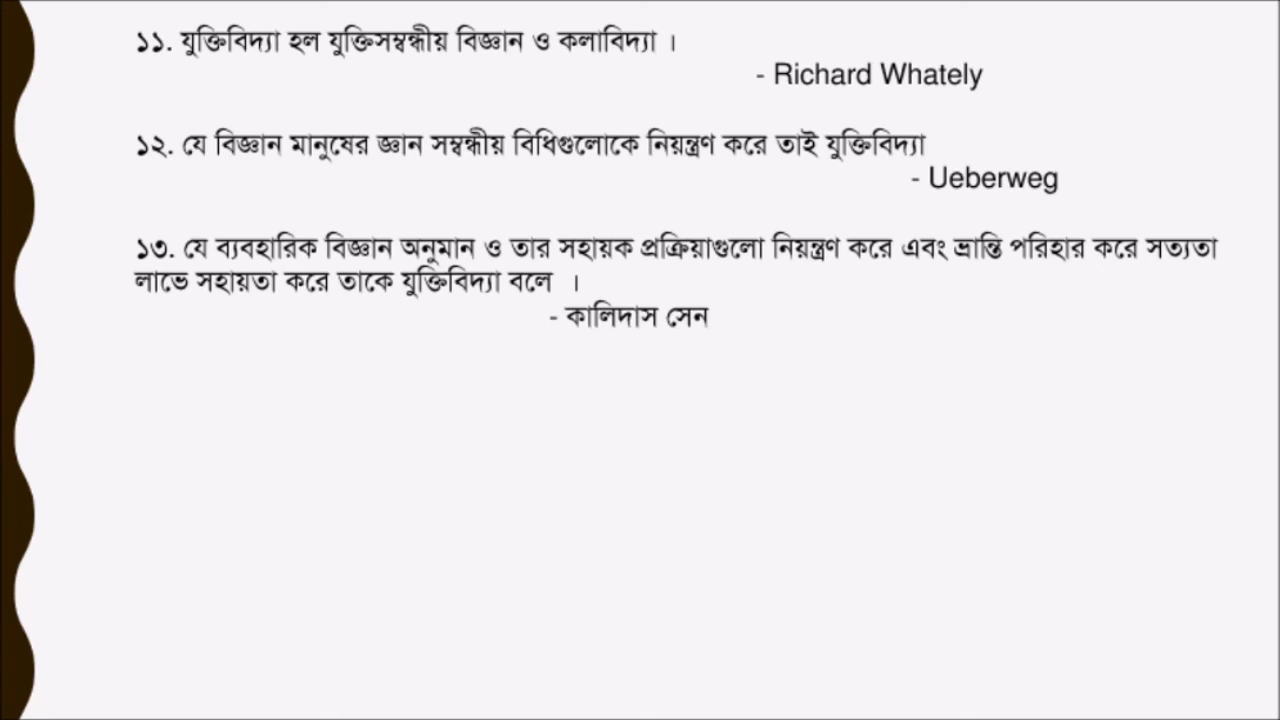 ১১. যুক্তিবিদ্যা হল যুক্তিসম্বন্ধীয় বিজ্ঞান ও কলাবিদ্যা ।
- Richard Whately
১২. যে বিজ্ঞান মানুষের জ্ঞান সম্বন্ধীয় বিধিগুলোকে নিয়ন্ত্রণ করে তাই যুক্তিবিদ্যা
- Ueberweg
১৩. যে ব্যবহারিক বিজ্ঞান অনুমান ও তার সহায়ক প্রক্রিয়াগুলো নিয়ন্ত্রণ করে এবং ভ্রান্তি পরিহার করে সত্যতা
লাভে সহায়তা করে তাকে যুক্তিবিদ্যা বলে ।
- কালিদাস সেন